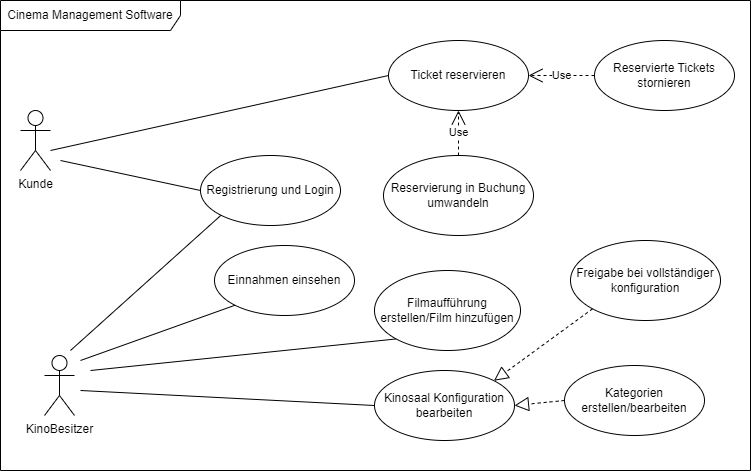 Cinema Management Software
Ticket reservieren
Use
Reservierte Tickets
stornieren
Use
Kunde
Registrierung und Login
Reservierung in Buchung
umwandeln
Einnahmen einsehen
Freigabe bei vollständiger
konfiguration
Filmaufführung
erstellen/Film hinzufügen
Kinosaal Konfiguration
bearbeiten
Kategorien
erstellen/bearbeiten
KinoBesitzer